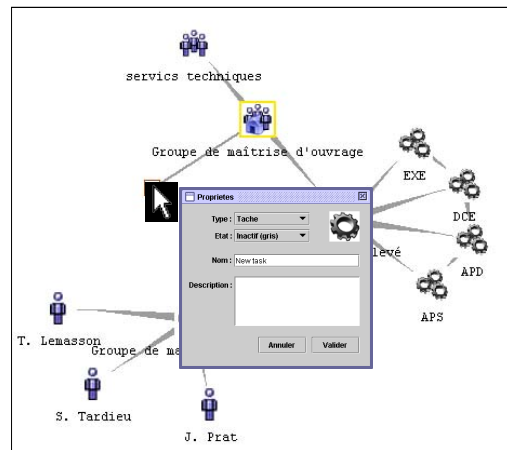 servics techniques
Groupe de maîtrise d'ouvrage
EXE
DCE
APD
APS
levé
Proprietes
Type : Tache
Etat : Inactif (gris)
Nom : New task
Description :
Annuler Valider
T. Lemasson
Groupe de ma
S. Tardieu
J. Prat